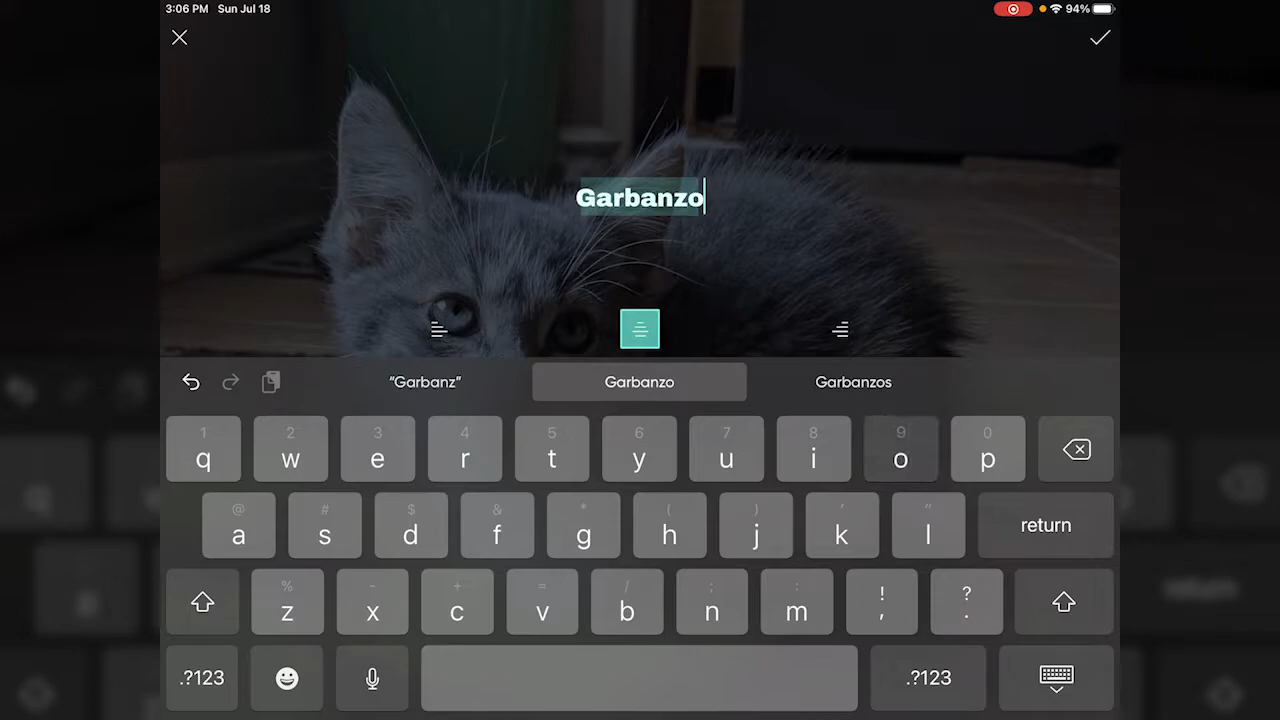 3:06 PM Sun Jul 18 94%
Garbanzo
“Garbanz” Garbanzo Garbanzos
1 2 3 4 5 6 7 8 9 0
q w e r t y u i o p
@ # $ & * ( ) ' "
a s d f g h j k l return
% - + = / ; : ! ?
z x c v b n m , .
.?123 .?123